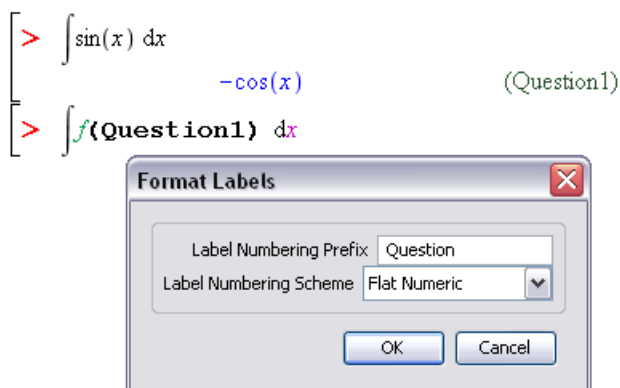 > ∫sin(x) dx
−cos(x) (Question1)
> ∫f(Question1) dx
Format Labels
Label Numbering Prefix Question
Label Numbering Scheme Flat Numeric
OK Cancel